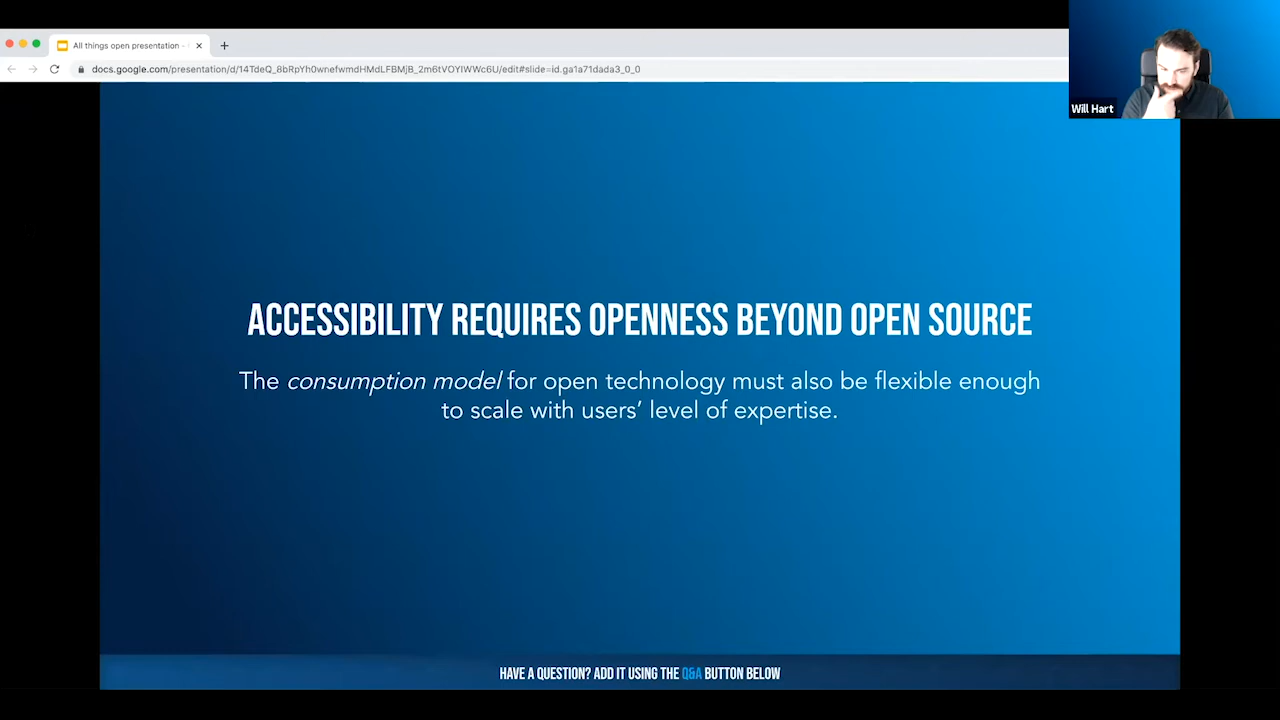 All things open presentation -
docs.google.com/presentation/d/14TdeQ_8bRpYh0wnefwmdHMdLFBMjB_2m6tVOYIWWc6U/edit#slide=id.ga1a71dada3_0_0
Will Hart
ACCESSIBILITY REQUIRES OPENNESS BEYOND OPEN SOURCE
The consumption model for open technology must also be flexible enough
to scale with users’ level of expertise.
HAVE A QUESTION? ADD IT USING THE Q&A BUTTON BELOW